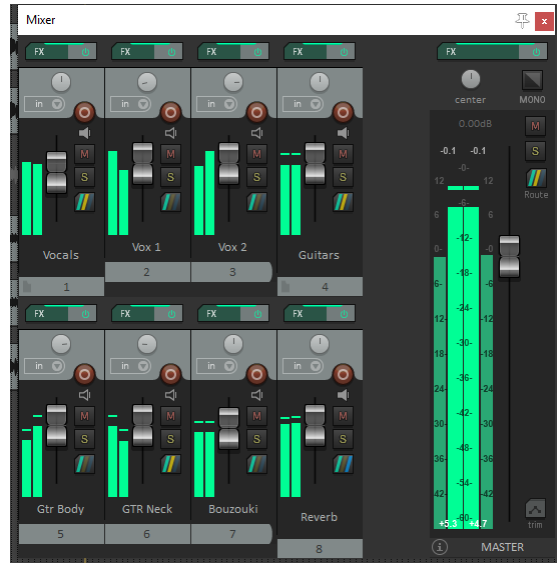 Mixer
x
FX FX FX FX FX
in in in in
center MONO
0.00dB M
M M M M
-0.1 -0.1 S
S S S S
-0-
12 -6- 12
Route
6 6
-12-
Vocals Vox 1 Vox 2 Guitars
0- -0
1 2 3 4
-18-
6- -6
-24-
FX FX FX FX
12- -12
-30-
in in in in
18- -18
-36-
24- -24
M M M M
-42-
30- -30
S S S S
-48-
36- -36
-54-
42- -42
Gtr Body GTR Neck Bouzouki Reverb
-60-
+5.3 +4.7
trim
5 6 7 8
i MASTER